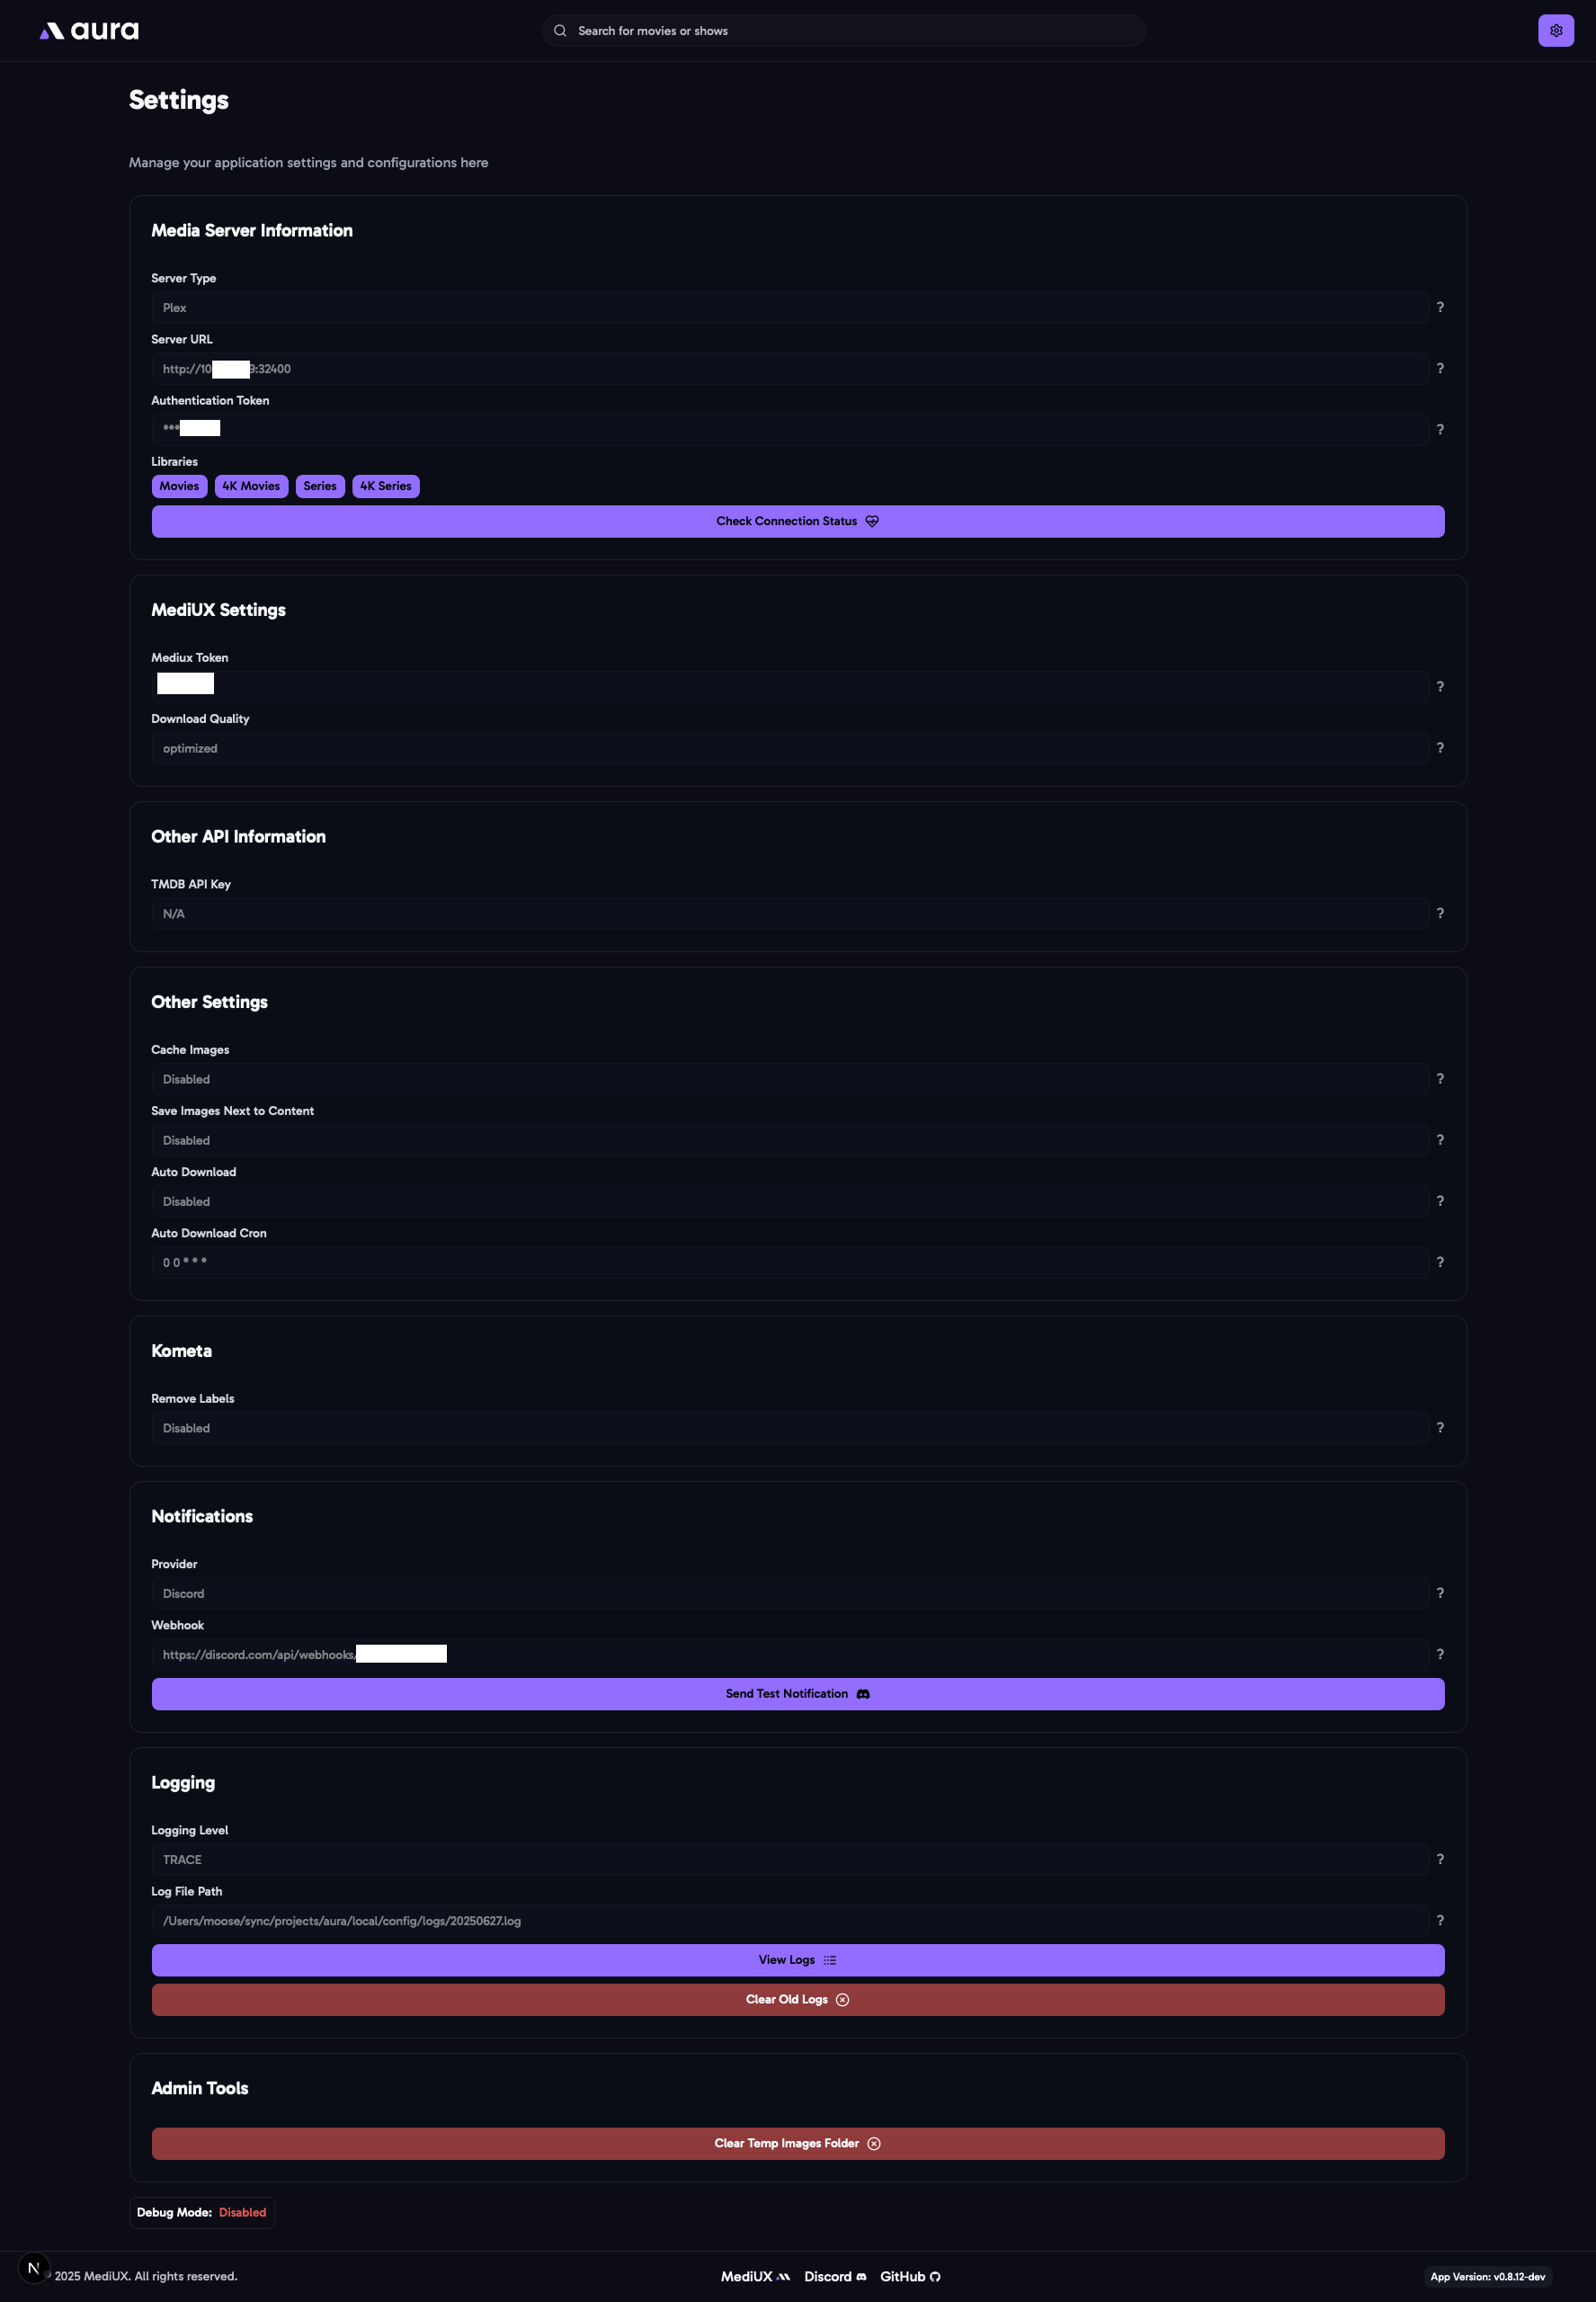 aura
Search for movies or shows
Settings
Manage your application settings and configurations here
Media Server Information
Server Type
Plex
?
Server URL
http://10 9:32400
?
Authentication Token
***
?
Libraries
Movies 4K Movies Series 4K Series
Check Connection Status
MediUX Settings
Mediux Token
?
Download Quality
optimized
?
Other API Information
TMDB API Key
N/A
?
Other Settings
Cache Images
Disabled
?
Save Images Next to Content
Disabled
?
Auto Download
Disabled
?
Auto Download Cron
0 0 * * *
?
Kometa
Remove Labels
Disabled
?
Notifications
Provider
Discord
?
Webhook
https://discord.com/api/webhooks/
?
Send Test Notification
Logging
Logging Level
TRACE
?
Log File Path
/Users/moose/sync/projects/aura/local/config/logs/20250627.log
?
View Logs
Clear Old Logs
Admin Tools
Clear Temp Images Folder
Debug Mode: Disabled
N
© 2025 MediUX. All rights reserved.
MediUX Discord GitHub
App Version: v0.8.12-dev